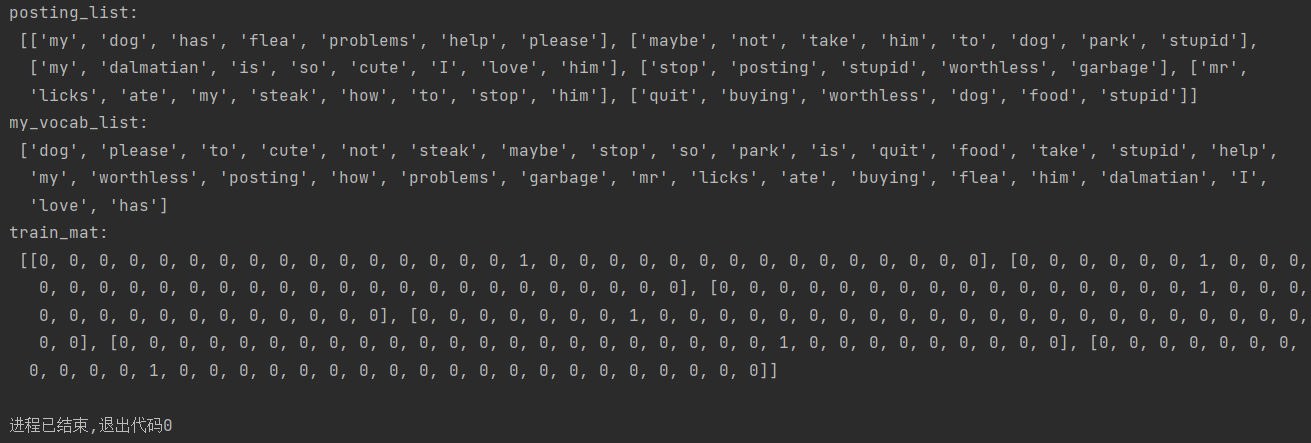 posting_list:
[['my', 'dog', 'has', 'flea', 'problems', 'help', 'please'], ['maybe', 'not', 'take', 'him', 'to', 'dog', 'park', 'stupid'],
['my', 'dalmatian', 'is', 'so', 'cute', 'I', 'love', 'him'], ['stop', 'posting', 'stupid', 'worthless', 'garbage'], ['mr',
'licks', 'ate', 'my', 'steak', 'how', 'to', 'stop', 'him'], ['quit', 'buying', 'worthless', 'dog', 'food', 'stupid']]
my_vocab_list:
['dog', 'please', 'to', 'cute', 'not', 'steak', 'maybe', 'stop', 'so', 'park', 'is', 'quit', 'food', 'take', 'stupid', 'help',
'my', 'worthless', 'posting', 'how', 'problems', 'garbage', 'mr', 'licks', 'ate', 'buying', 'flea', 'him', 'dalmatian', 'I',
'love', 'has']
train_mat:
[[0, 0, 0, 0, 0, 0, 0, 0, 0, 0, 0, 0, 0, 0, 0, 0, 1, 0, 0, 0, 0, 0, 0, 0, 0, 0, 0, 0, 0, 0, 0, 0], [0, 0, 0, 0, 0, 0, 1, 0, 0, 0,
0, 0, 0, 0, 0, 0, 0, 0, 0, 0, 0, 0, 0, 0, 0, 0, 0, 0, 0, 0, 0, 0], [0, 0, 0, 0, 0, 0, 0, 0, 0, 0, 0, 0, 0, 0, 0, 0, 1, 0, 0, 0,
0, 0, 0, 0, 0, 0, 0, 0, 0, 0, 0, 0], [0, 0, 0, 0, 0, 0, 0, 1, 0, 0, 0, 0, 0, 0, 0, 0, 0, 0, 0, 0, 0, 0, 0, 0, 0, 0, 0, 0, 0, 0,
0, 0], [0, 0, 0, 0, 0, 0, 0, 0, 0, 0, 0, 0, 0, 0, 0, 0, 0, 0, 0, 0, 0, 0, 1, 0, 0, 0, 0, 0, 0, 0, 0, 0], [0, 0, 0, 0, 0, 0, 0,
0, 0, 0, 0, 1, 0, 0, 0, 0, 0, 0, 0, 0, 0, 0, 0, 0, 0, 0, 0, 0, 0, 0, 0, 0]]
进程已结束,退出代码0